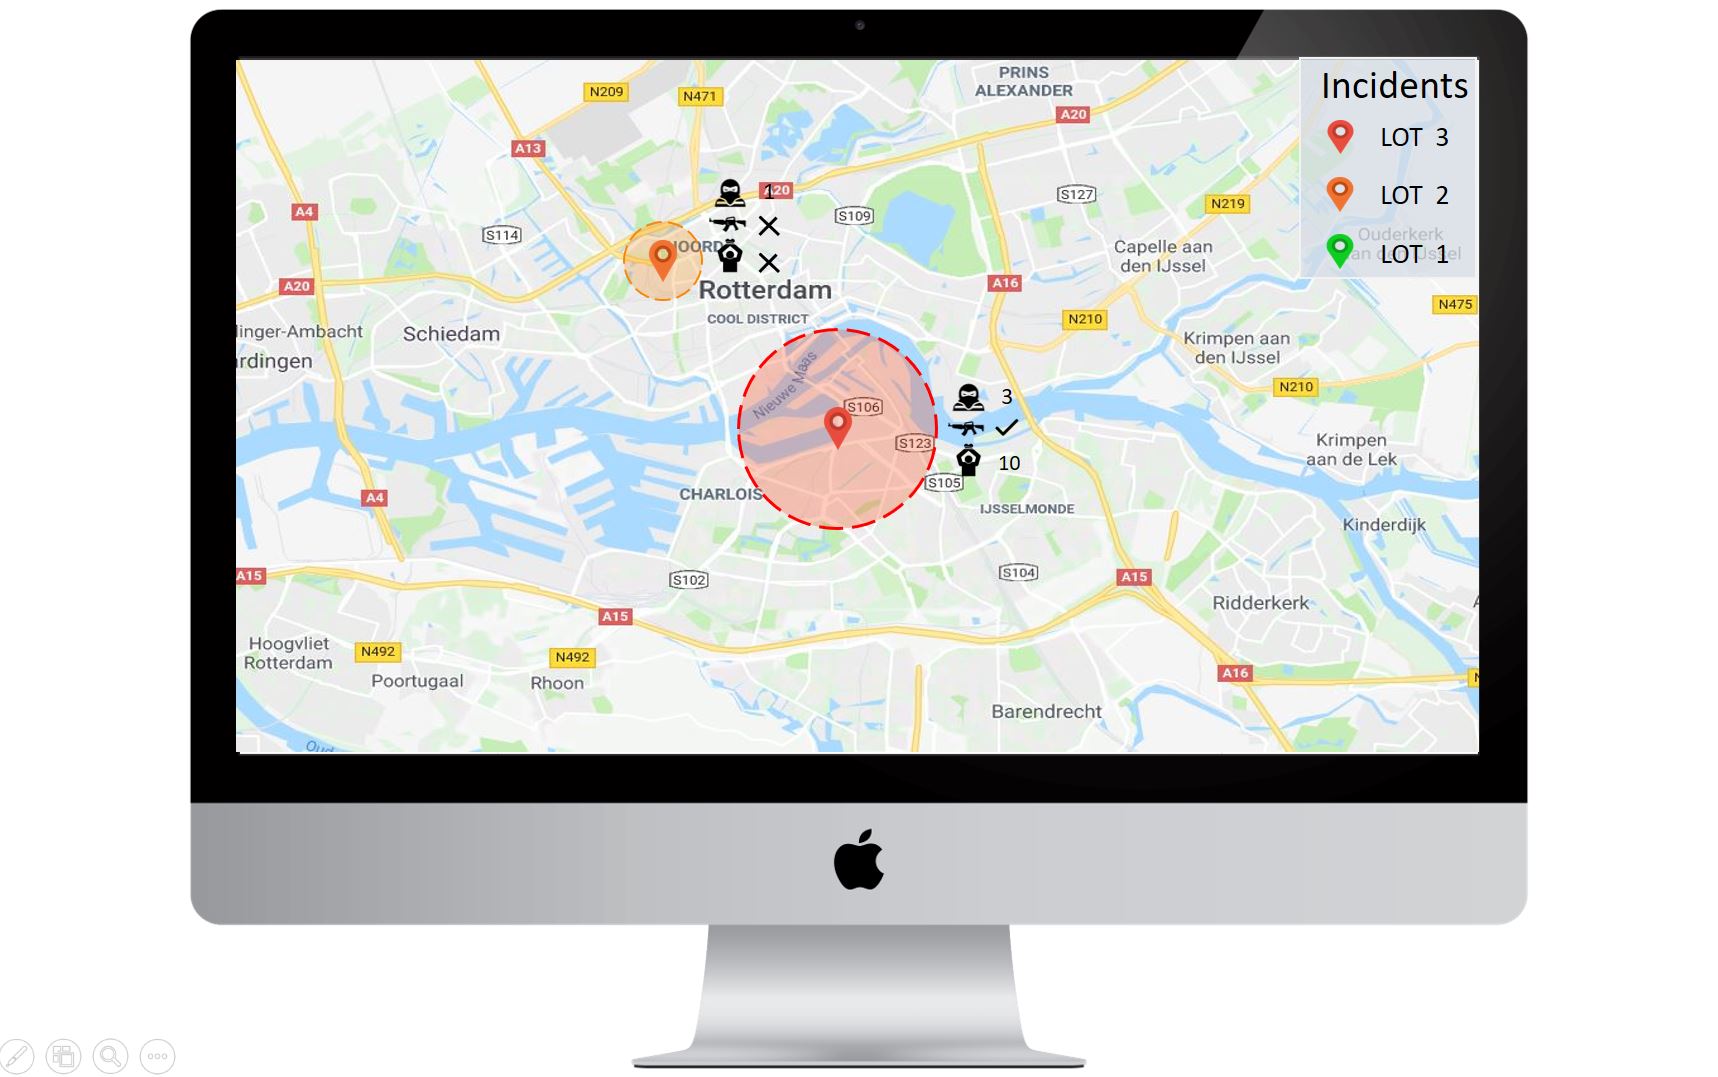 Incidents
LOT 3
LOT 2
LOT 1
PRINS
ALEXANDER
N209
N471
A20
A13
A20
1
S127
N219
A4
S109
S114
NOORD
Capelle aan
den IJssel
Ouderkerk
an den IJssel
A20
A16
Rotterdam
N475
COOL DISTRICT
N210
linger-Ambacht
Schiedam
Krimpen aan
den IJssel
rdingen
Nieuwe Maas
N210
3
S106
S123
10
Krimpen
aan de Lek
S105
CHARLOIS
A4
IJSSELMONDE
Kinderdijk
A15
S102
S104
A15
Ridderkerk
A15
Hoogvliet
Rotterdam
N492
N492
Poortugaal
Rhoon
A16
N
Barendrecht
Oud